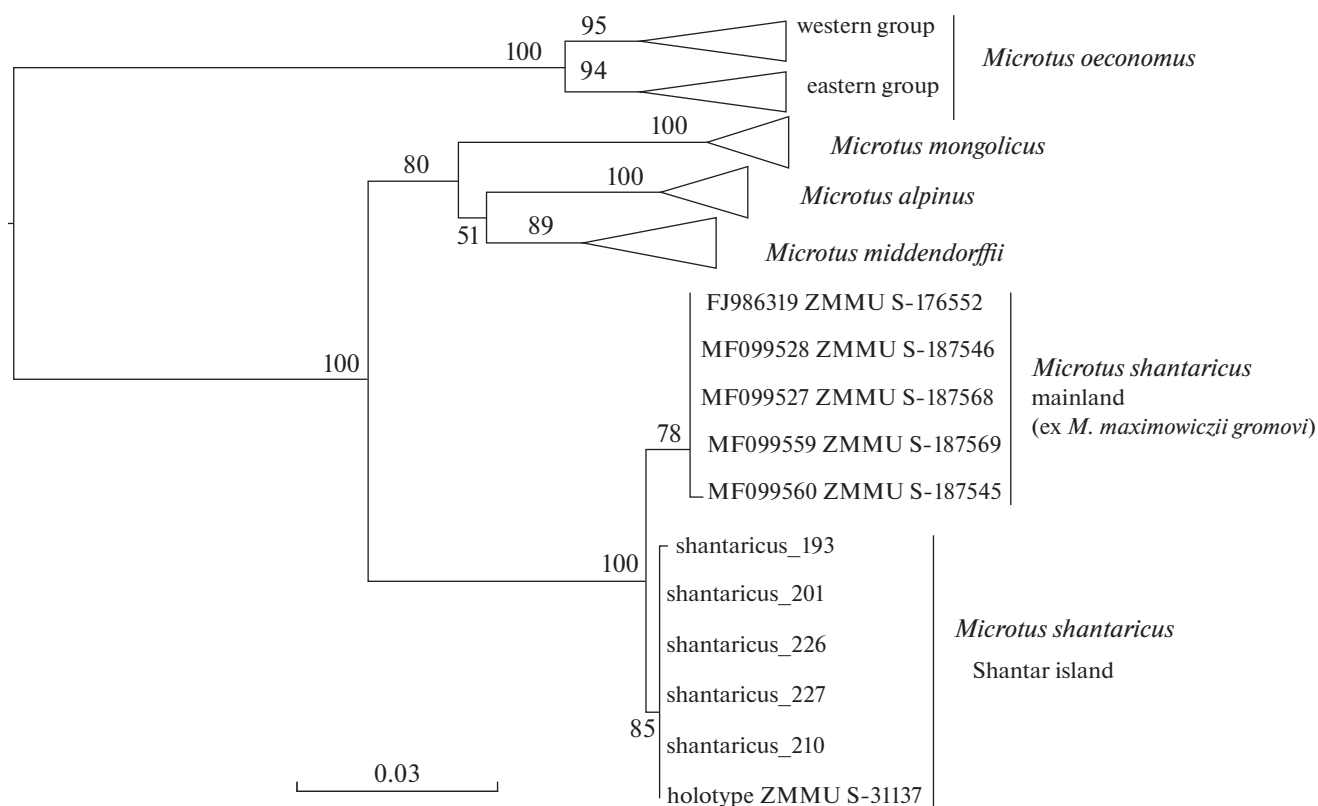 95
western group
100
Microtus oeconomus
94
eastern group
100
Microtus mongolicus
80
100
Microtus alpinus
51
89
Microtus middendorffii
FJ986319 ZMMU S-176552
MF099528 ZMMU S-187546
Microtus shantaricus
100
MF099527 ZMMU S-187568
mainland
(ex M. maximowiczii gromovi)
78
MF099559 ZMMU S-187569
MF099560 ZMMU S-187545
shantaricus_193
100
shantaricus_201
Microtus shantaricus
shantaricus_226
Shantar island
shantaricus_227
85
shantaricus_210
0.03
holotype ZMMU S-31137